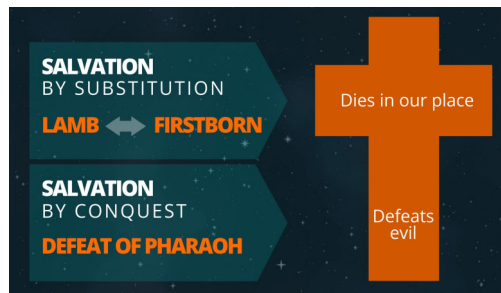 SALVATION
BY SUBSTITUTION
LAMB FIRSTBORN
SALVATION
BY CONQUEST
DEFEAT OF PHARAOH
Dies in our place
Defeats
evil